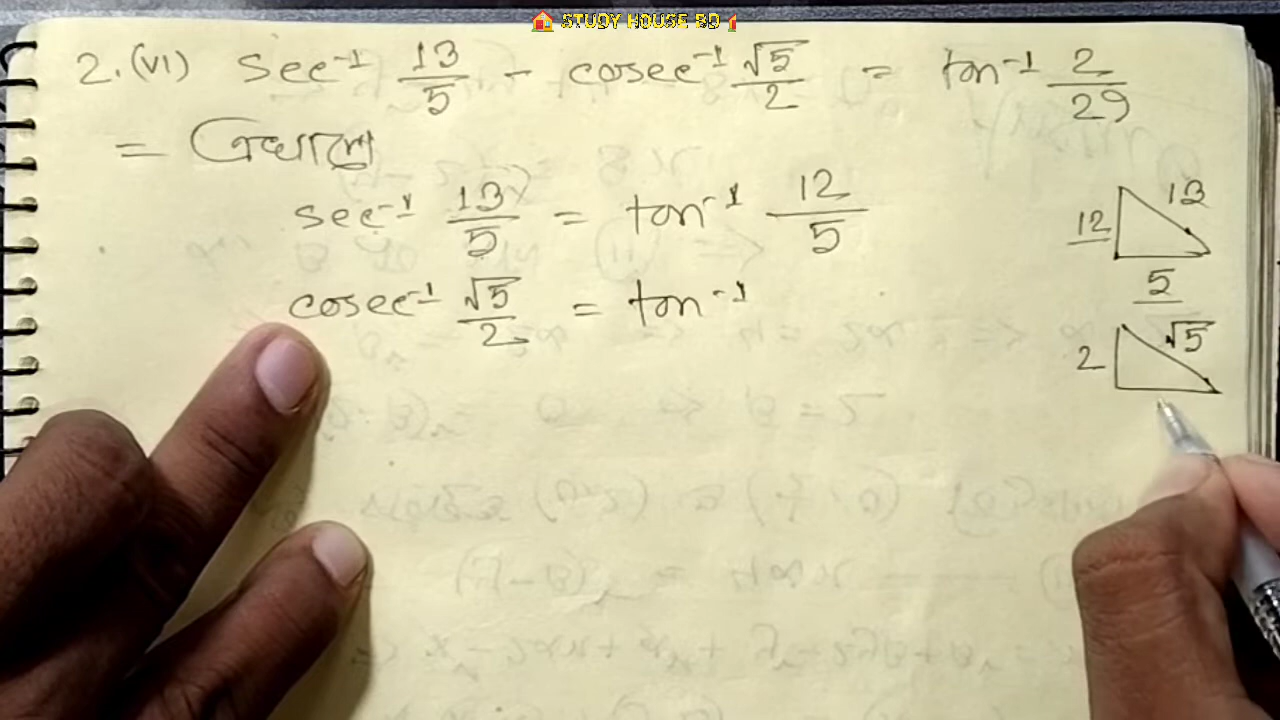 🏠 STUDY HOUSE BD
2. (VI) sec⁻¹ 13/5 - cosec⁻¹ √5/2 = tan⁻¹ 2/29
= এখানে
sec⁻¹ 13/5 = tan⁻¹ 12/5
cosec⁻¹ √5/2 = tan⁻¹
12 13
5
2 √5